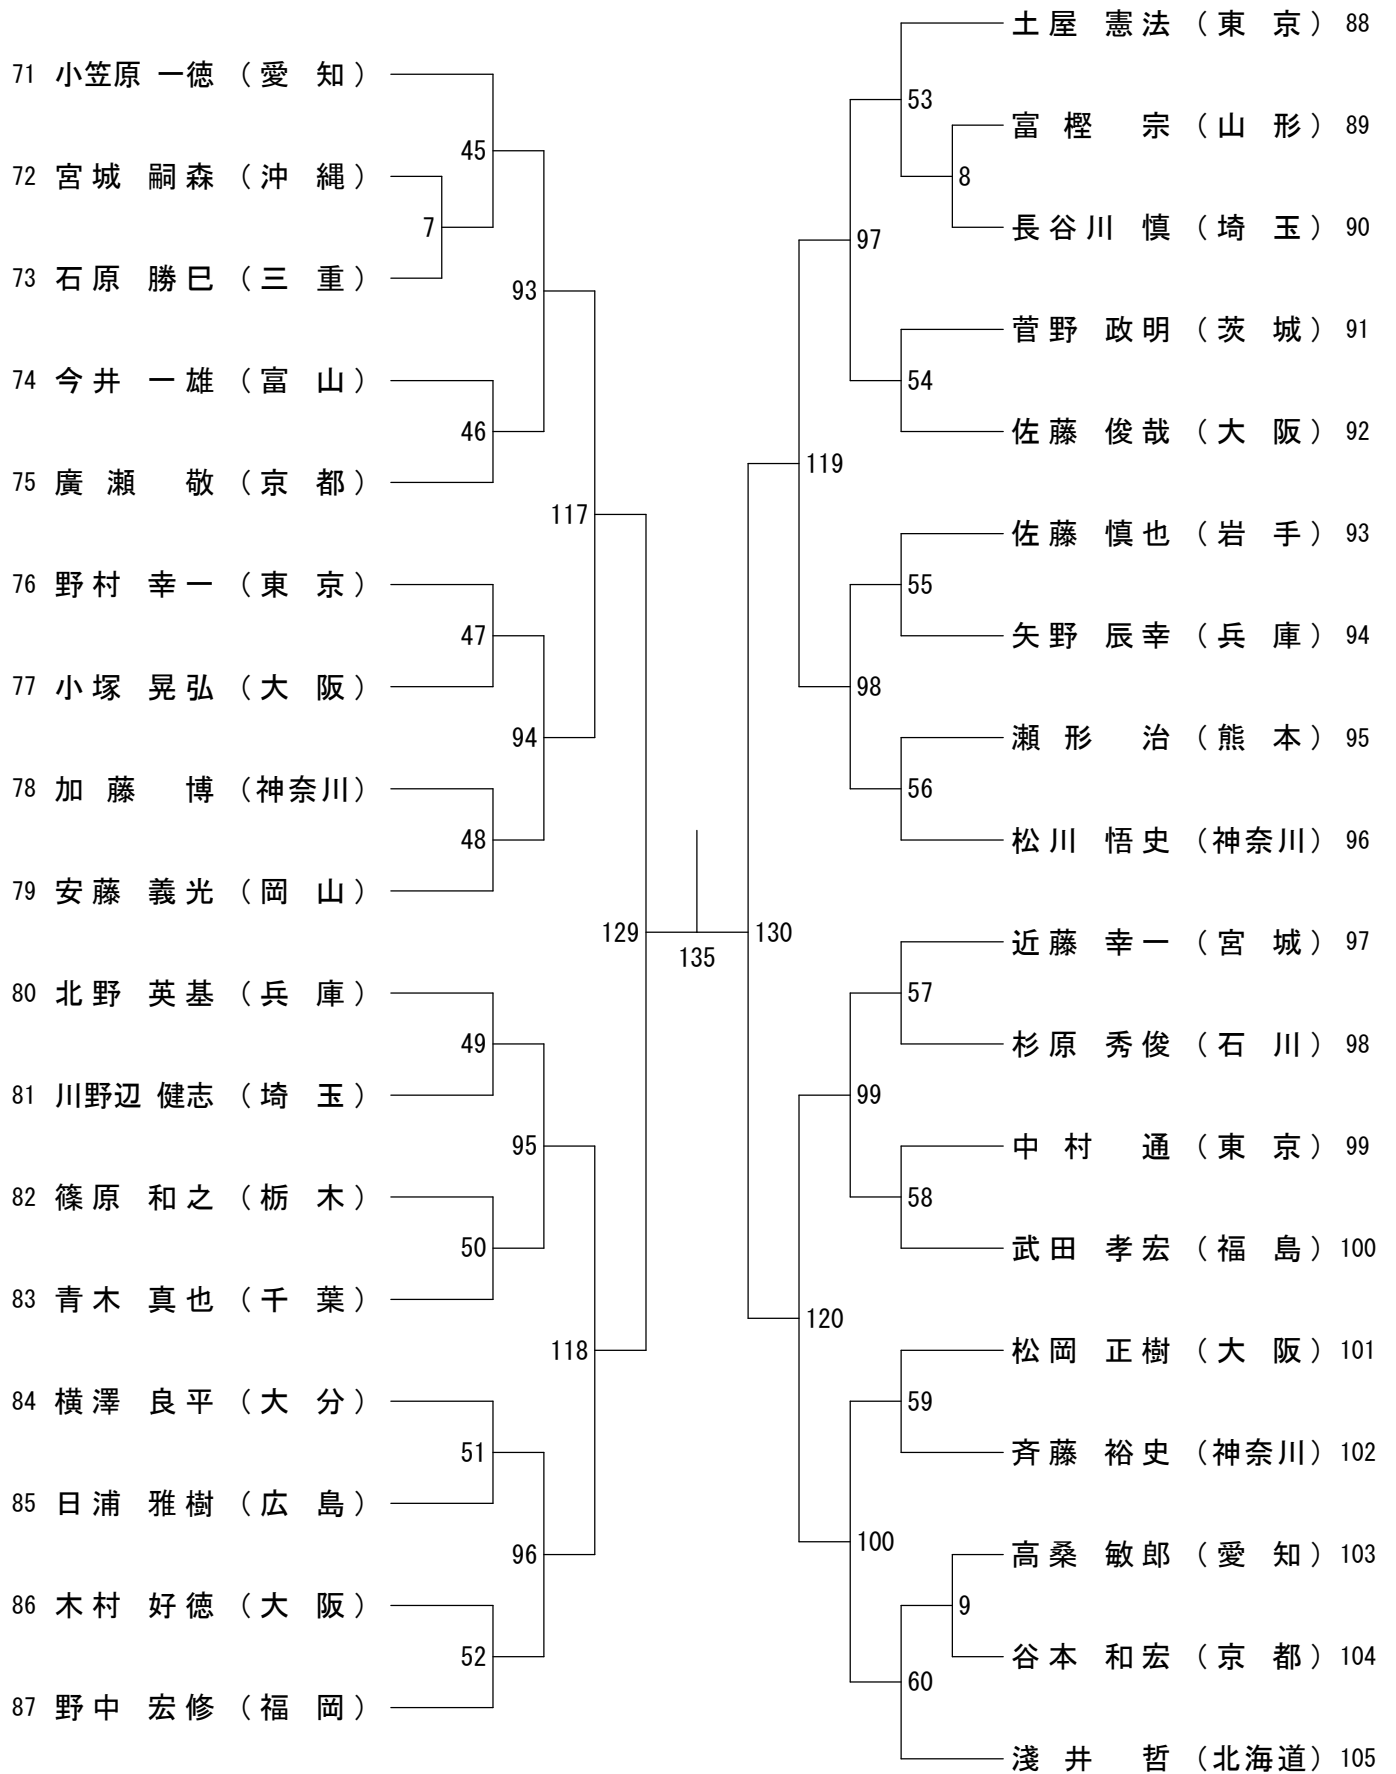 71 小笠原 一徳 (愛 知)
72 宮城 嗣森 (沖 縄)
73 石原 勝巳 (三 重)
74 今井 一雄 (富 山)
75 廣瀬 敬 (京 都)
76 野村 幸一 (東 京)
77 小塚 晃弘 (大 阪)
78 加藤 博 (神奈川)
79 安藤 義光 (岡 山)
80 北野 英基 (兵 庫)
81 川野辺 健志 (埼 玉)
82 篠原 和之 (栃 木)
83 青木 真也 (千 葉)
84 横澤 良平 (大 分)
85 日浦 雅樹 (広 島)
86 木村 好徳 (大 阪)
87 野中 宏修 (福 岡)
7
45
46
47
48
49
50
51
52
93
94
95
96
117
118
129
135
130
119
120
97
98
99
100
53
54
55
56
57
58
59
60
8
9
土屋 憲法 (東 京) 88
富樫 宗 (山 形) 89
長谷川 慎 (埼 玉) 90
菅野 政明 (茨 城) 91
佐藤 俊哉 (大 阪) 92
佐藤 慎也 (岩 手) 93
矢野 辰幸 (兵 庫) 94
瀬形 治 (熊 本) 95
松川 悟史 (神奈川) 96
近藤 幸一 (宮 城) 97
杉原 秀俊 (石 川) 98
中村 通 (東 京) 99
武田 孝宏 (福 島) 100
松岡 正樹 (大 阪) 101
斉藤 裕史 (神奈川) 102
高桑 敏郎 (愛 知) 103
谷本 和宏 (京 都) 104
淺井 哲 (北海道) 105